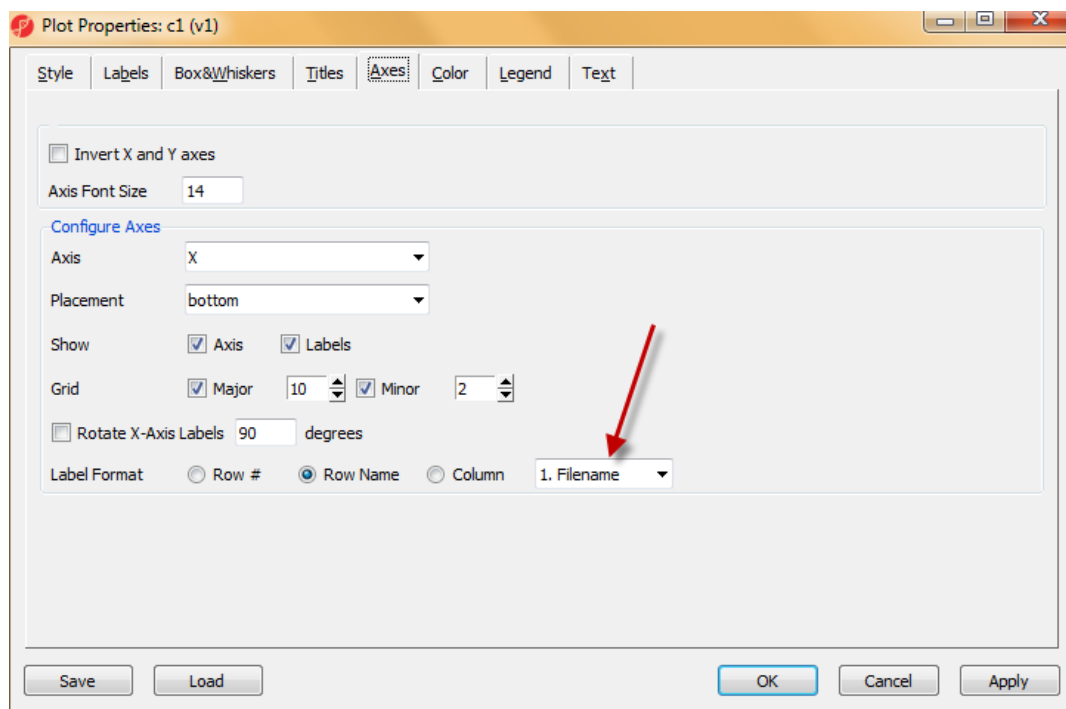 Plot Properties: c1 (v1)
Style Labels Box&Whiskers Titles Axes Color Legend Text
Invert X and Y axes
Axis Font Size 14
Configure Axes
Axis X
Placement bottom
Show Axis Labels
Grid Major 10 Minor 2
Rotate X-Axis Labels 90 degrees
Label Format Row # Row Name Column 1. Filename
Save Load OK Cancel Apply